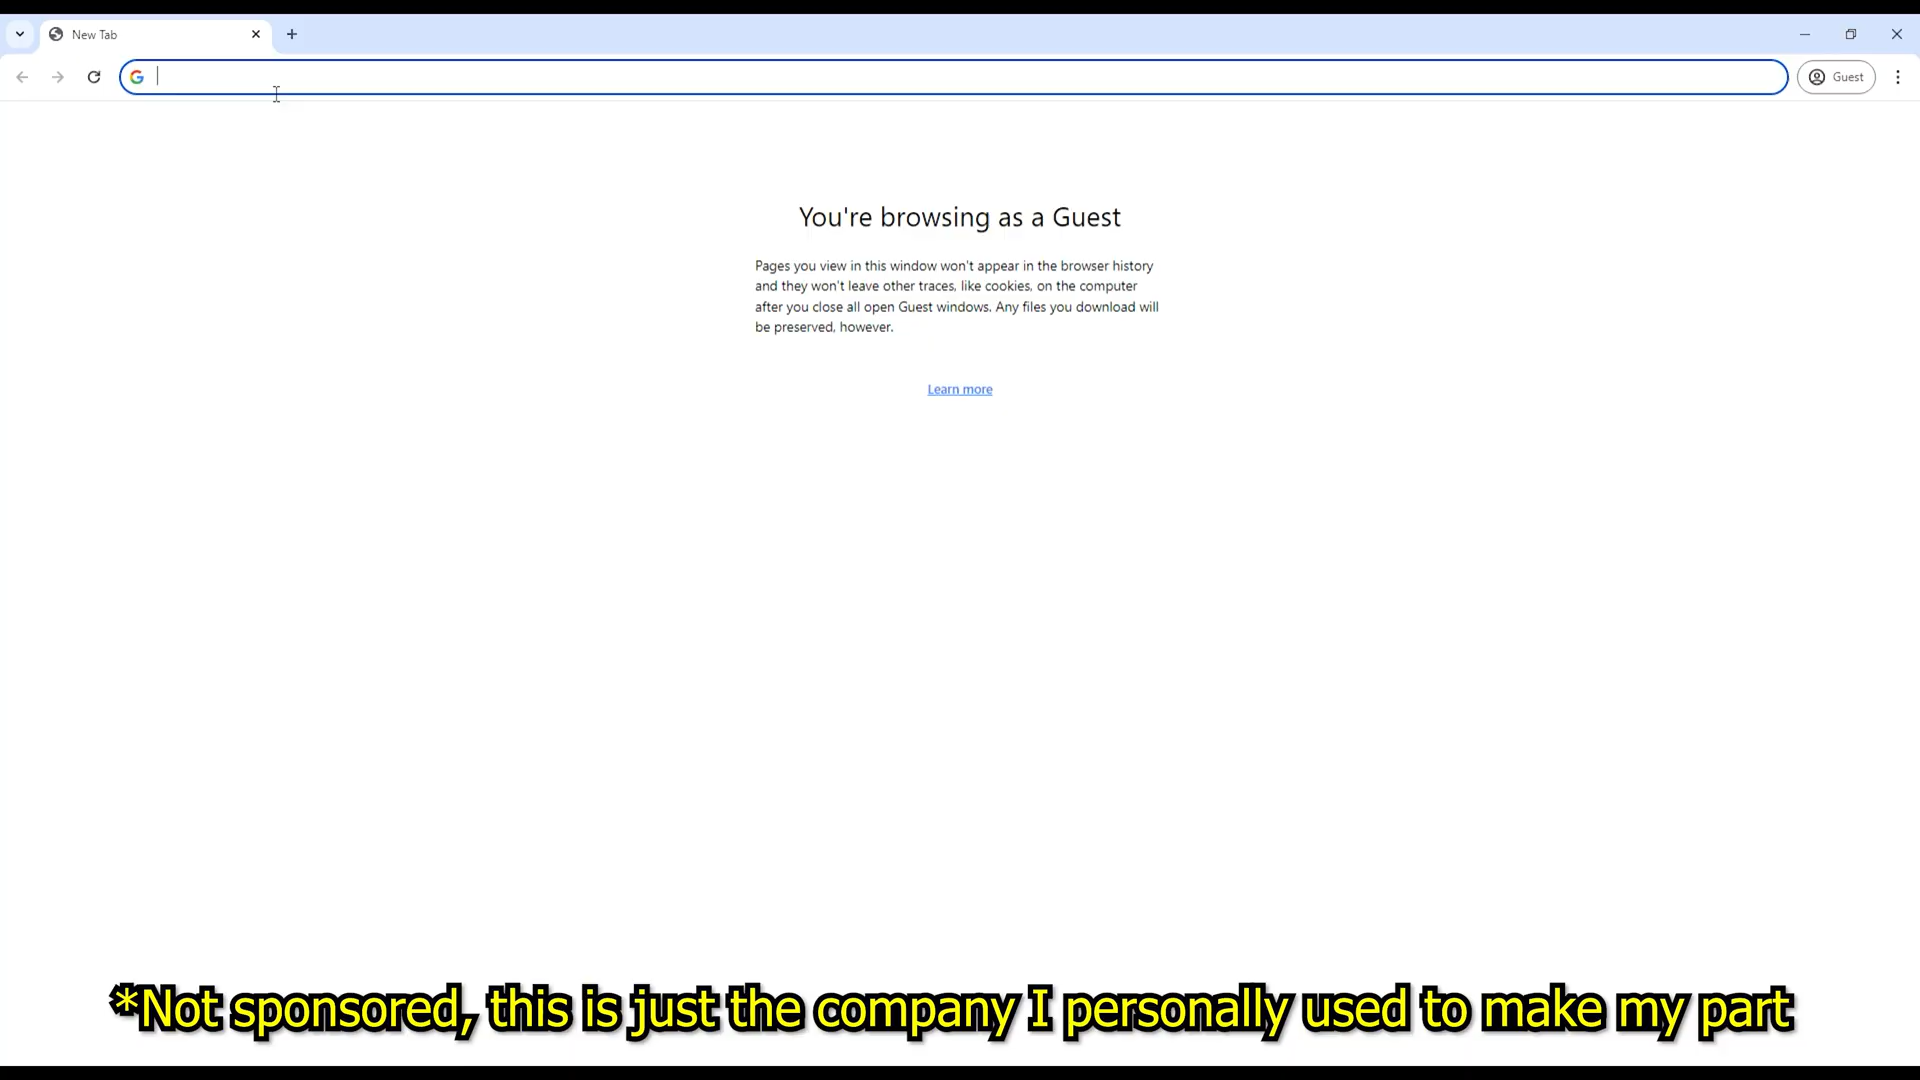 New Tab
Guest
You're browsing as a Guest
Pages you view in this window won't appear in the browser history
and they won't leave other traces, like cookies, on the computer
after you close all open Guest windows. Any files you download will
be preserved, however.
Learn more
*Not sponsored, this is just the company I personally used to make my part